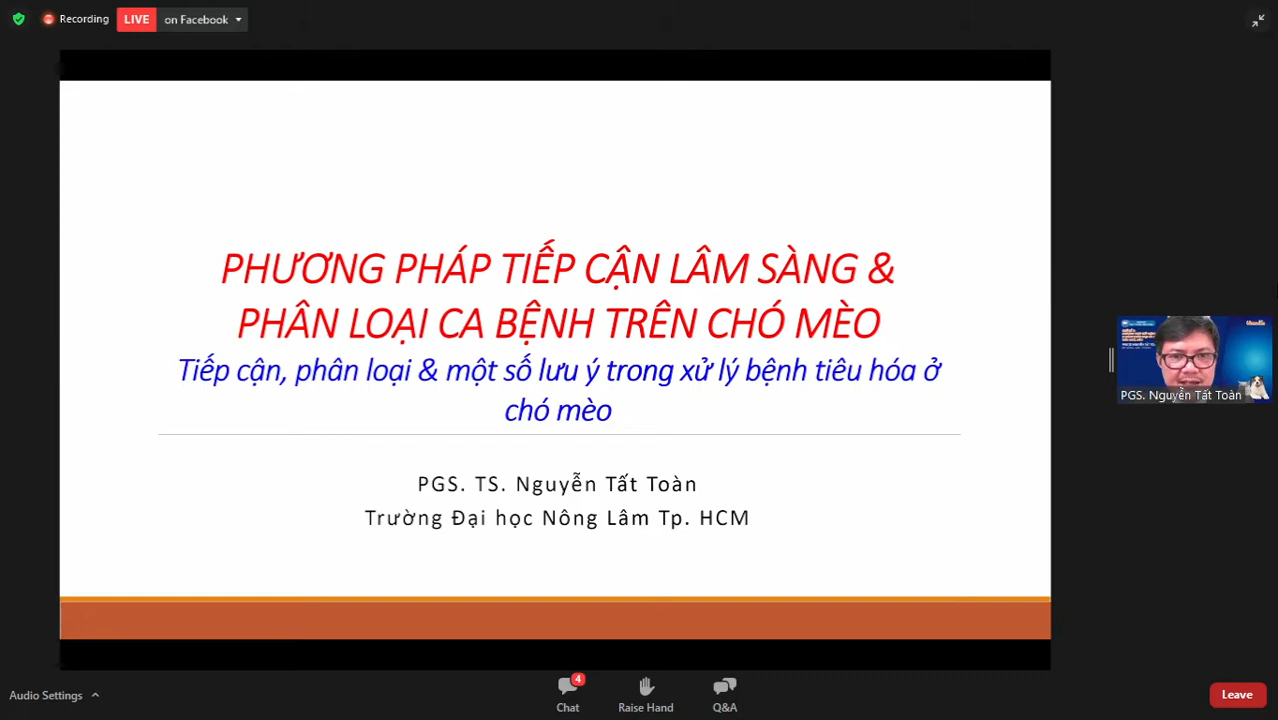 Recording
LIVE
on Facebook
PHƯƠNG PHÁP TIẾP CẬN LÂM SÀNG &
PHÂN LOẠI CA BỆNH TRÊN CHÓ MÈO
Tiếp cận, phân loại & một số lưu ý trong xử lý bệnh tiêu hóa ở
chó mèo
PGS. TS. Nguyễn Tất Toàn
Trường Đại học Nông Lâm Tp. HCM
PGS. Nguyễn Tất Toàn
Audio Settings
4
Chat
Raise Hand
Q&A
Leave